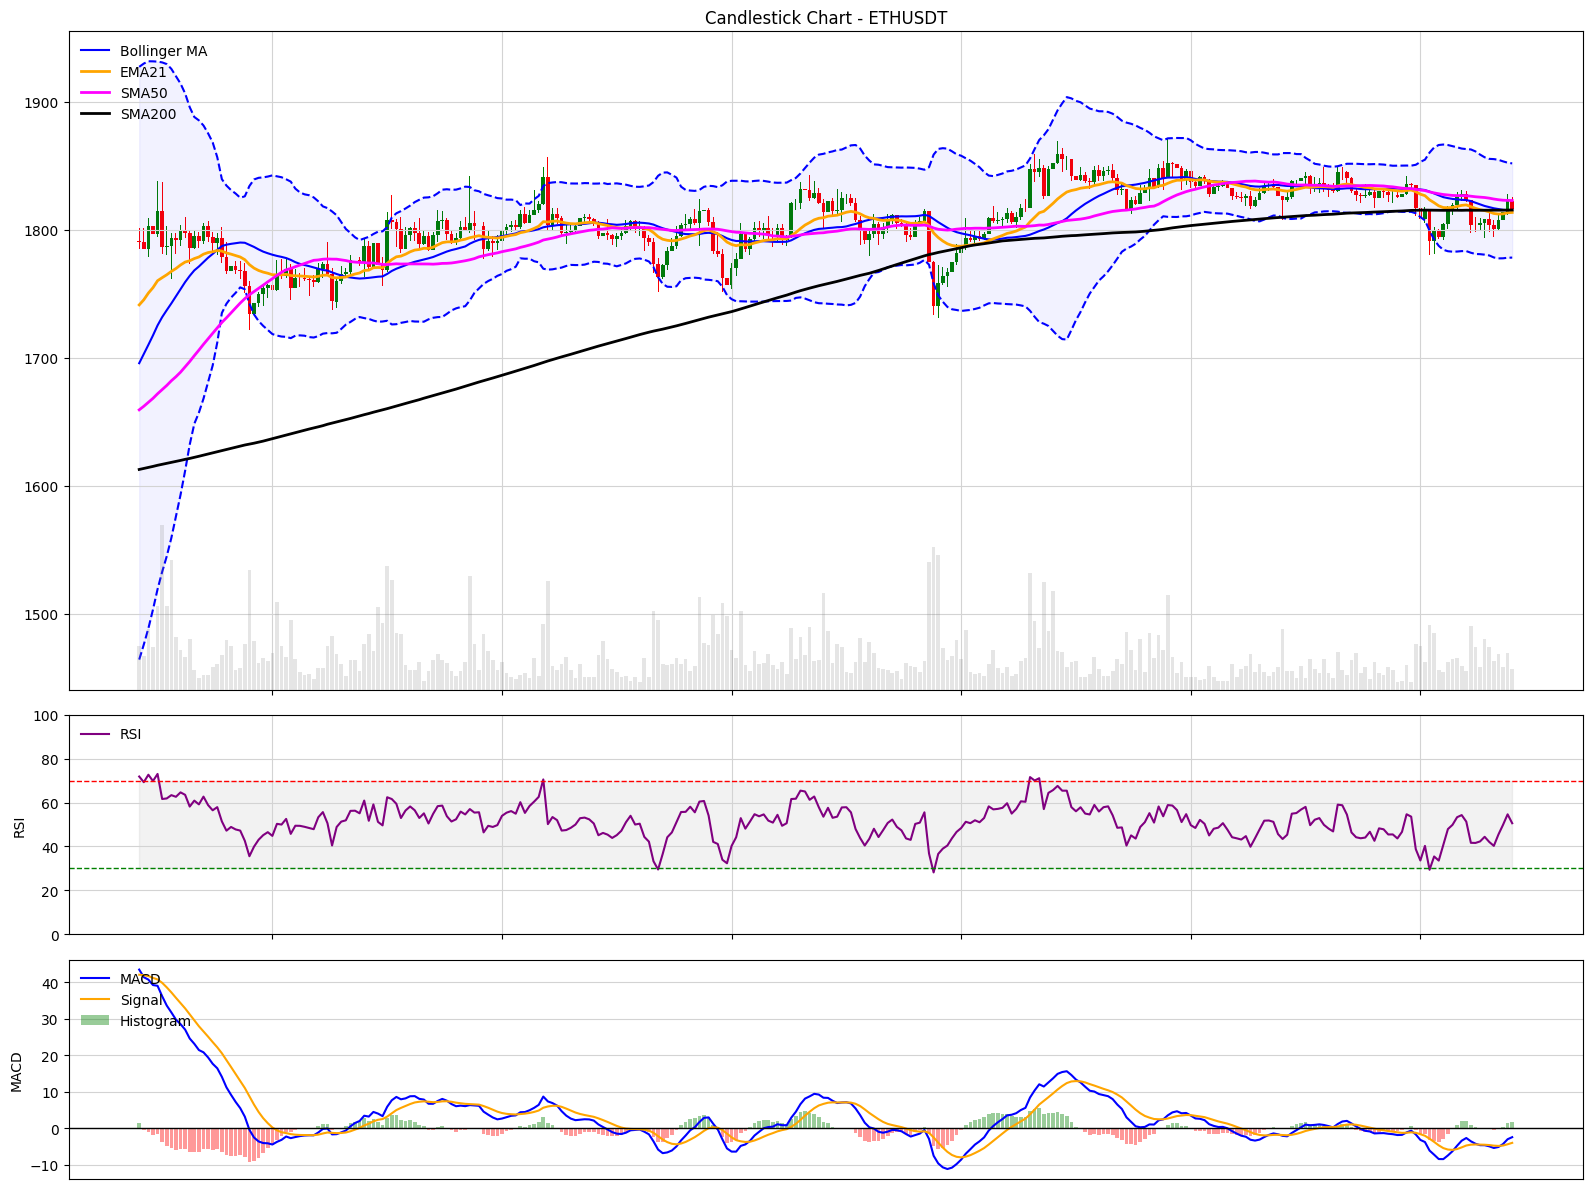 Candlestick Chart - ETHUSDT
Bollinger MA
EMA21
SMA50
SMA200
1900
1800
1700
1600
1500
RSI
100
80
60
40
20
0
RSI
MACD
Signal
Histogram
40
30
20
10
0
−10
MACD